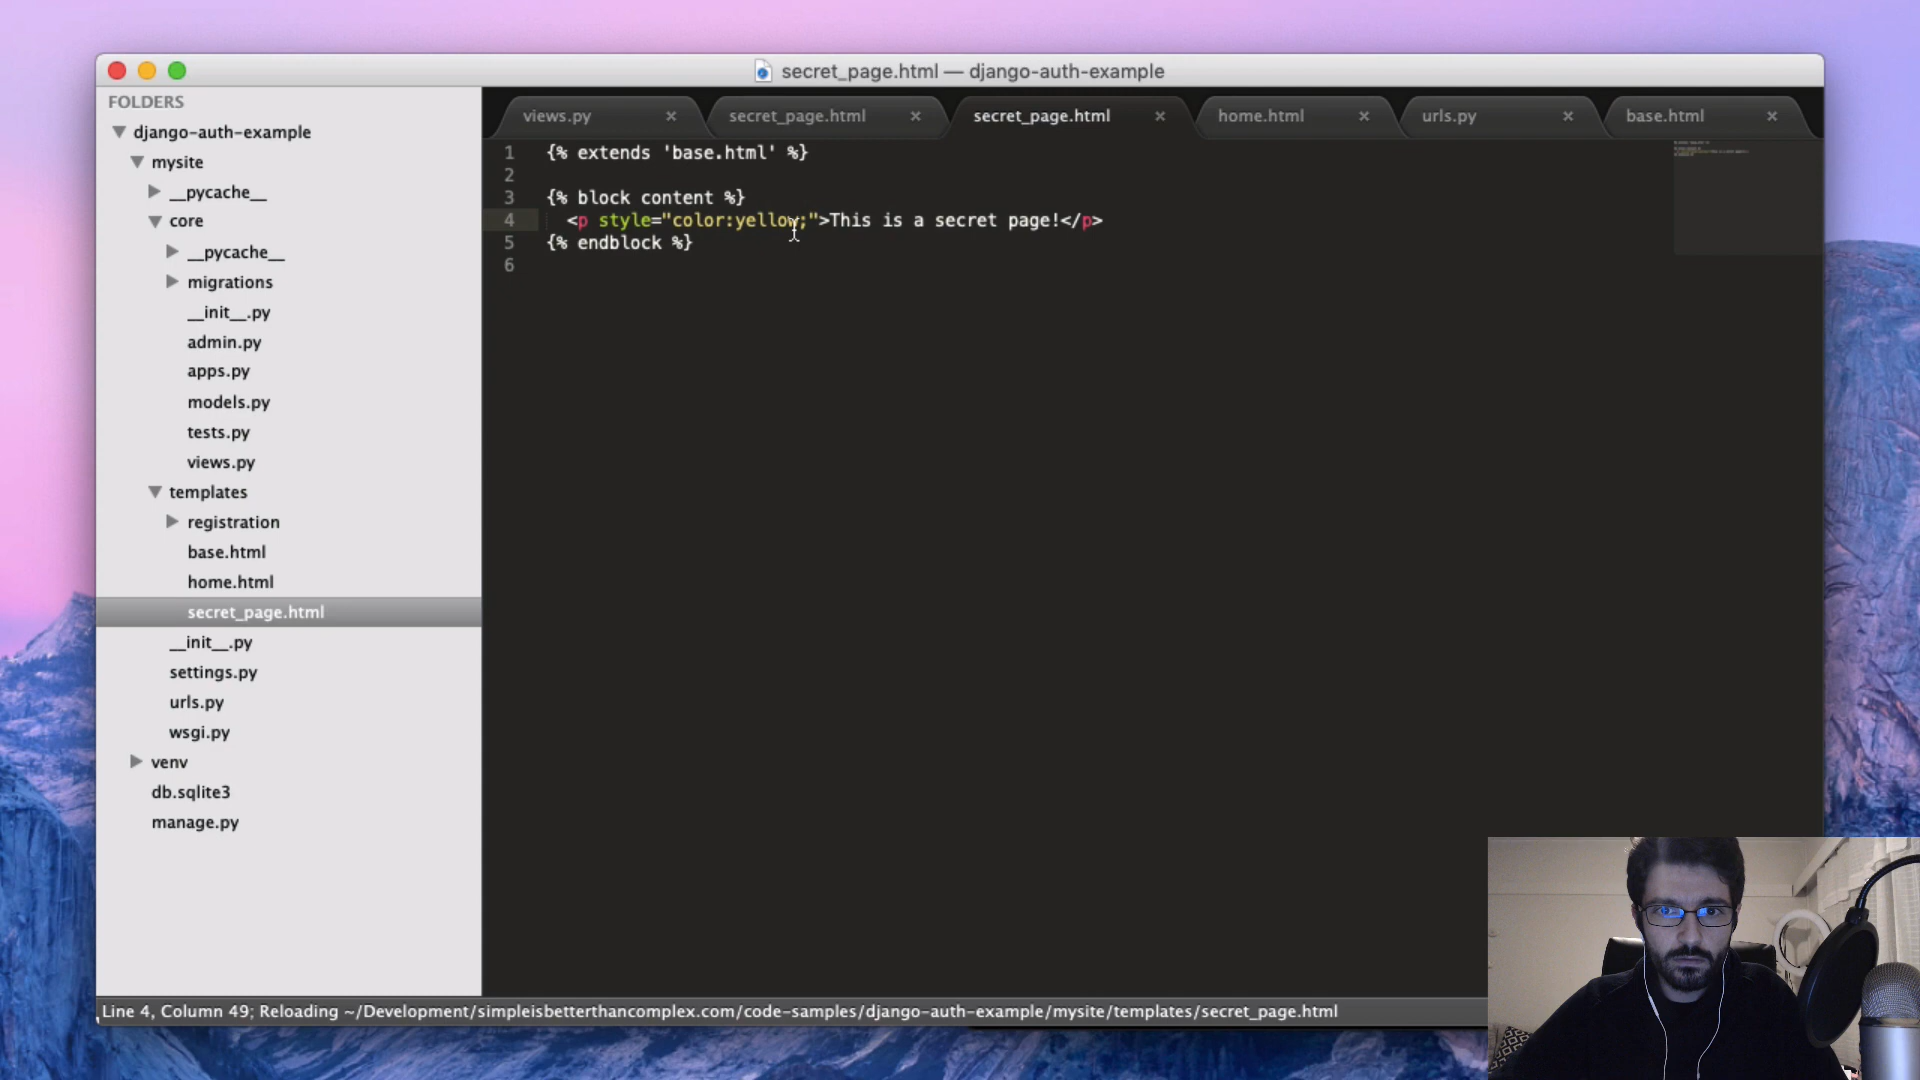 secret_page.html — django-auth-example
FOLDERS
django-auth-example
mysite
__pycache__
core
__pycache__
migrations
__init__.py
admin.py
apps.py
models.py
tests.py
views.py
templates
registration
base.html
home.html
secret_page.html
__init__.py
settings.py
urls.py
wsgi.py
venv
db.sqlite3
manage.py
views.py × secret_page.html × secret_page.html × home.html × urls.py × base.html ×
1 {% extends 'base.html' %}
2
3 {% block content %}
4 <p style="color:yellow;">This is a secret page!</p>
5 {% endblock %}
6
Line 4, Column 49; Reloading ~/Development/simpleisbetterthancomplex.com/code-samples/django-auth-example/mysite/templates/secret_page.html